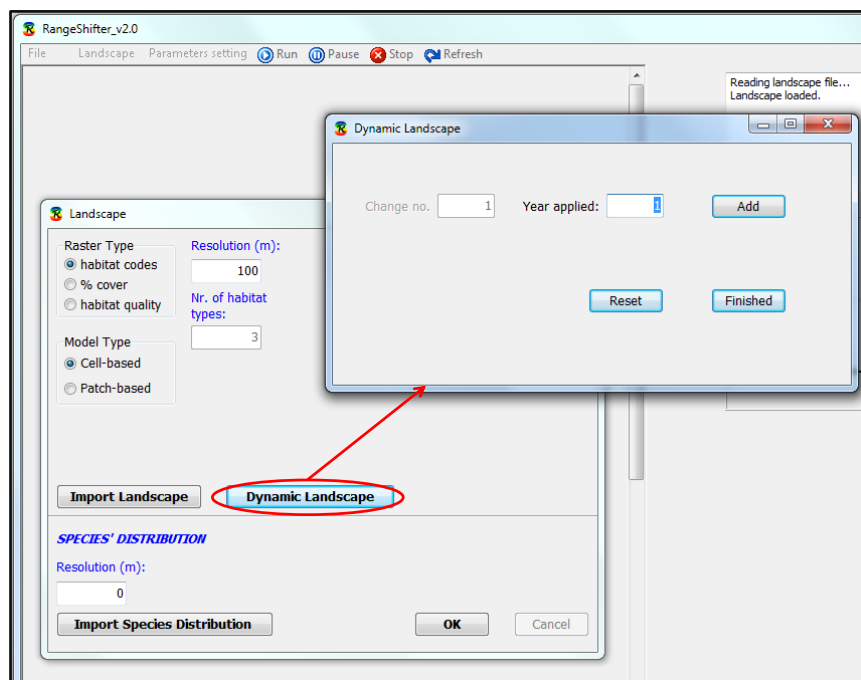 RangeShifter_v2.0
File Landscape Parameters setting Run Pause Stop Refresh
Reading landscape file...
Landscape loaded.
Dynamic Landscape
Change no. 1 Year applied: 1 Add
Reset Finished
Landscape
Raster Type
habitat codes
% cover
habitat quality
Resolution (m):
100
Nr. of habitat
types:
3
Model Type
Cell-based
Patch-based
Import Landscape Dynamic Landscape
SPECIES' DISTRIBUTION
Resolution (m):
0
Import Species Distribution OK Cancel